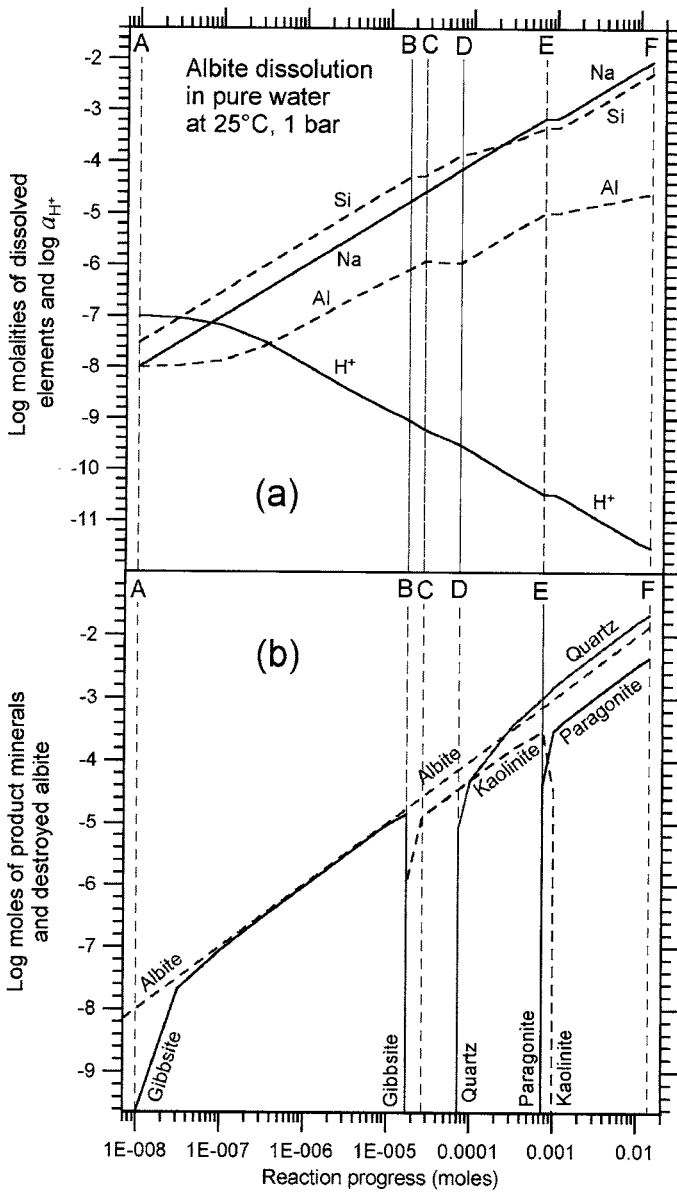 A
B
C
D
E
F
Albite dissolution
in pure water
at 25°C, 1 bar
-2
-3
-4
-5
-6
-7
-8
-9
-10
-11
Log molalities of dissolved
elements and log aH+
Na
Si
Al
Si
Na
Al
H+
H+
(a)
A
B
C
D
E
F
(b)
-2
-3
-4
-5
-6
-7
-8
-9
Log moles of product minerals
and destroyed albite
Quartz
Albite
Kaolinite
Paragonite
Albite
Gibbsite
Gibbsite
Quartz
Paragonite
Kaolinite
1E-008
1E-007
1E-006
1E-005
0.0001
0.001
0.01
Reaction progress (moles)